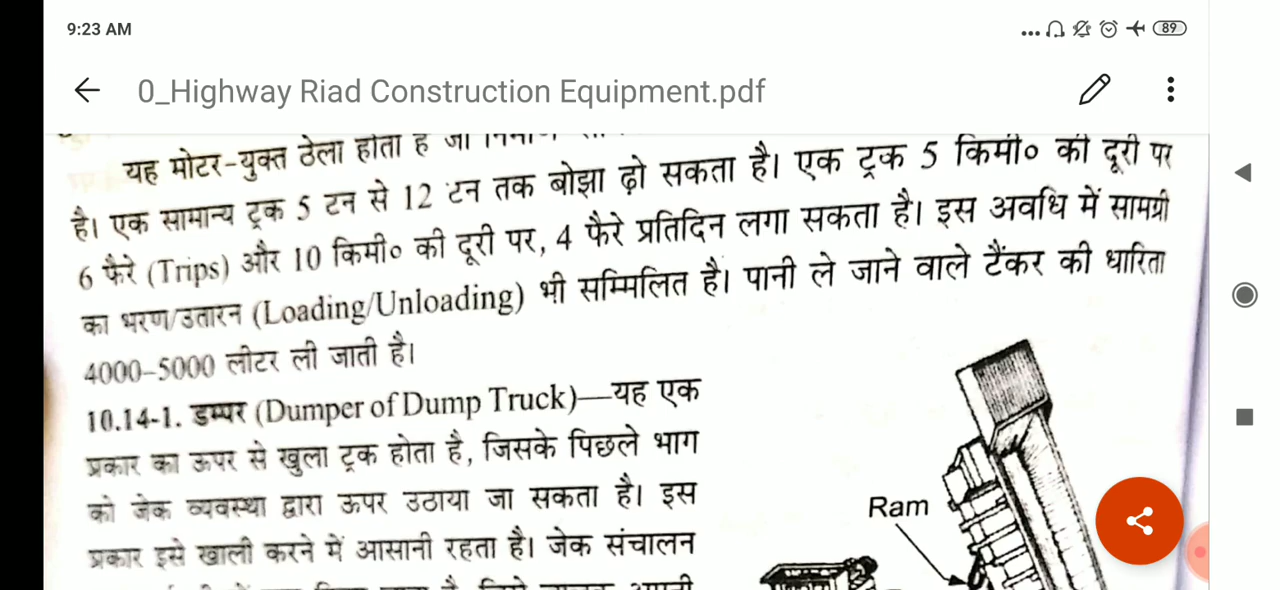 9:23 AM
89
0_Highway Riad Construction Equipment.pdf
यह मोटर-युक्त ठेला होता है जो
है। एक सामान्य ट्रक 5 टन से 12 टन तक बोझा ढ़ो सकता है। एक ट्रक 5 किमी० की दूरी पर
6 फैरे (Trips) और 10 किमी० की दूरी पर, 4 फैरे प्रतिदिन लगा सकता है। इस अवधि में सामग्री
का भरण/उतारन (Loading/Unloading) भी सम्मिलित है। पानी ले जाने वाले टैंकर की धारिता
4000–5000 लीटर ली जाती है।
10.14-1. डम्पर (Dumper of Dump Truck)—यह एक
प्रकार का ऊपर से खुला ट्रक होता है, जिसके पिछले भाग
को जेक व्यवस्था द्वारा ऊपर उठाया जा सकता है। इस
प्रकार इसे खाली करने में आसानी रहता है। जेक संचालन
Ram